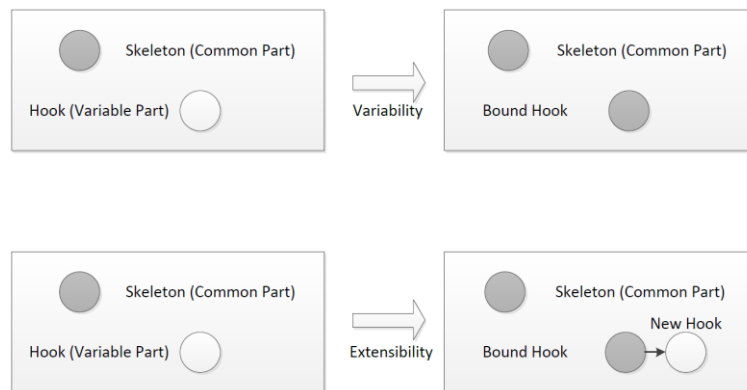 Skeleton (Common Part)
Hook (Variable Part)
Variability
Skeleton (Common Part)
Bound Hook
Skeleton (Common Part)
Hook (Variable Part)
Extensibility
Skeleton (Common Part)
New Hook
Bound Hook